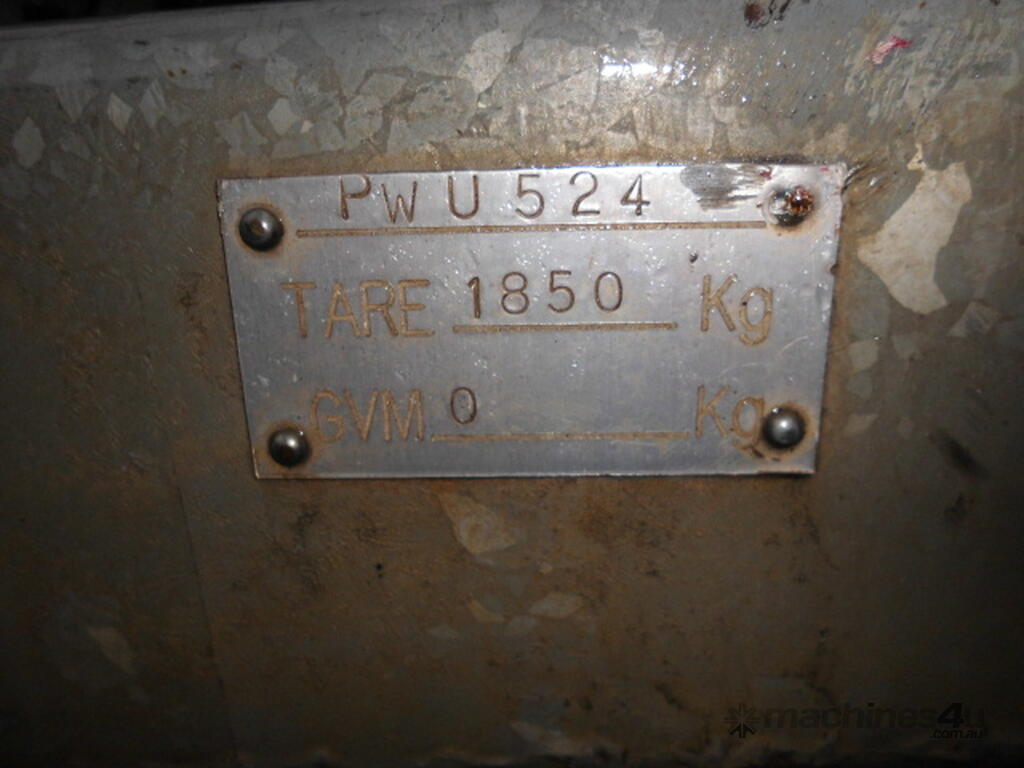 PWU524
TARE 1850 Kg
GVM 0 Kg
machines4u
.com.au